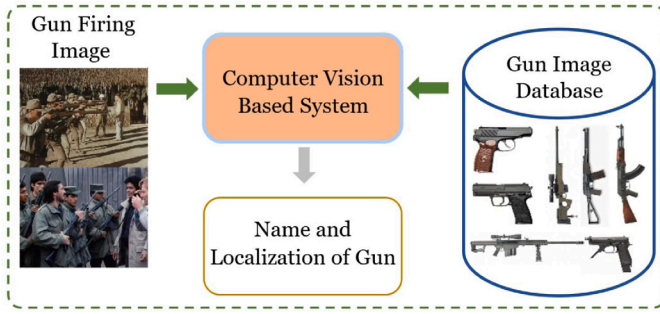 Gun Firing
Image
Computer Vision
Based System
Gun Image
Database
Name and
Localization of Gun